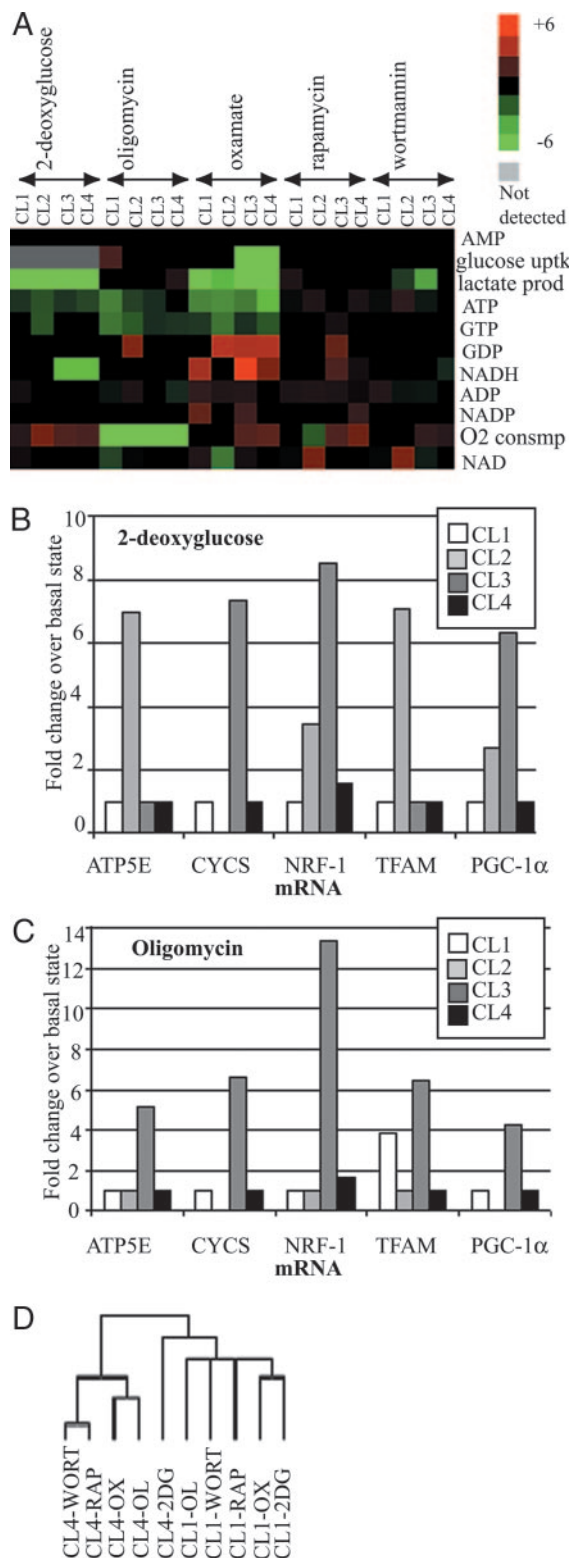 A
2-deoxyglucose
oligomycin
oxamate
rapamycin
wortmannin
+6
-6
Not
detected
CL1 CL2 CL3 CL4 CL1 CL2 CL3 CL4 CL1 CL2 CL3 CL4 CL1 CL2 CL3 CL4 CL1 CL2 CL3 CL4
AMP
glucose uptk
lactate prod
ATP
GTP
GDP
NADH
ADP
NADP
O2 consmp
NAD
B
2-deoxyglucose
CL1
CL2
CL3
CL4
Fold change over basal state
10
8
6
4
2
0
ATP5E CYCS NRF-1 TFAM PGC-1α
mRNA
C
Oligomycin
CL1
CL2
CL3
CL4
Fold change over basal state
14
12
10
8
6
4
2
0
ATP5E CYCS NRF-1 TFAM PGC-1α
mRNA
D
CL4-WORT
CL4-RAP
CL4-OX
CL4-OL
CL4-2DG
CL1-OL
CL1-WORT
CL1-RAP
CL1-OX
CL1-2DG